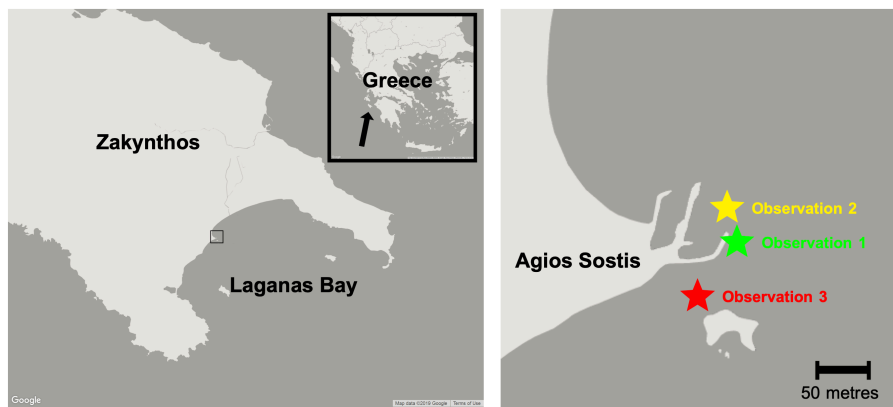 Greece
Zakynthos
Laganas Bay
Google
Map data ©2019 Google
Terms of Use
Observation 2
Observation 1
Agios Sostis
Observation 3
50 metres